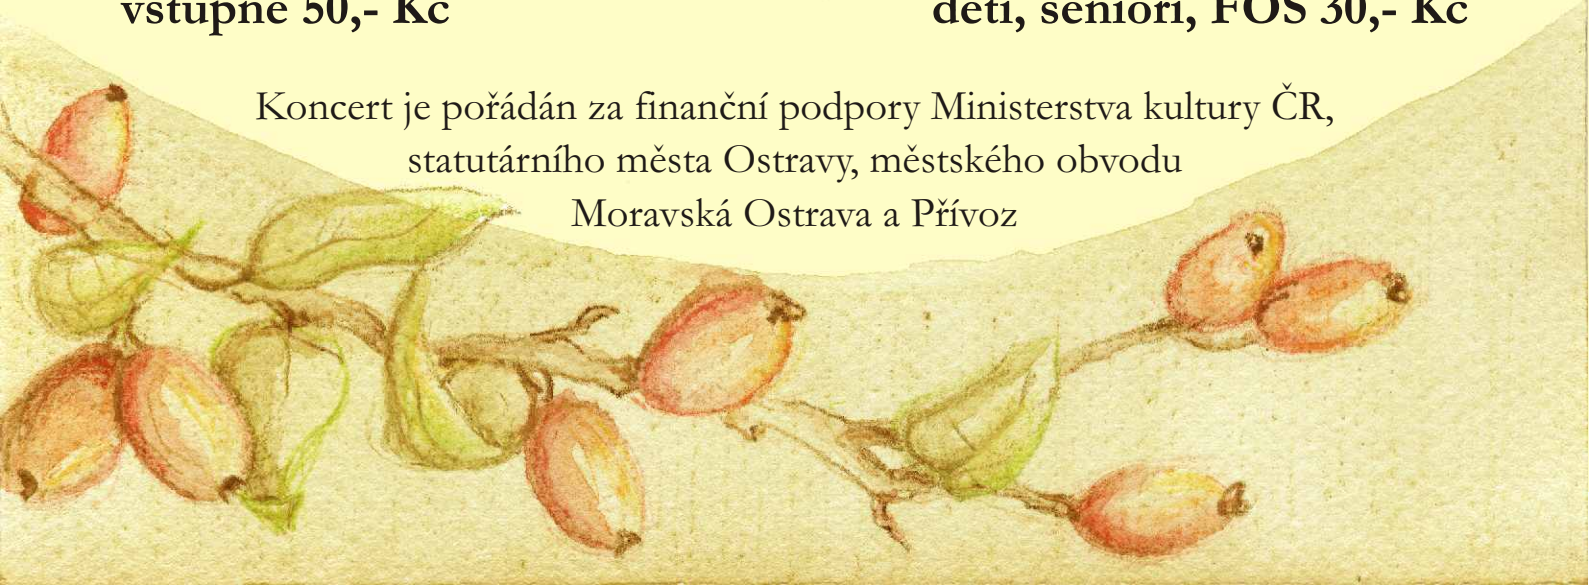 vstupné 50,- Kč
děti, senioři, FOS 30,- Kč
Koncert je pořádán za finanční podpory Ministerstva kultury ČR,
statutárního města Ostravy, městského obvodu
Moravská Ostrava a Přívoz